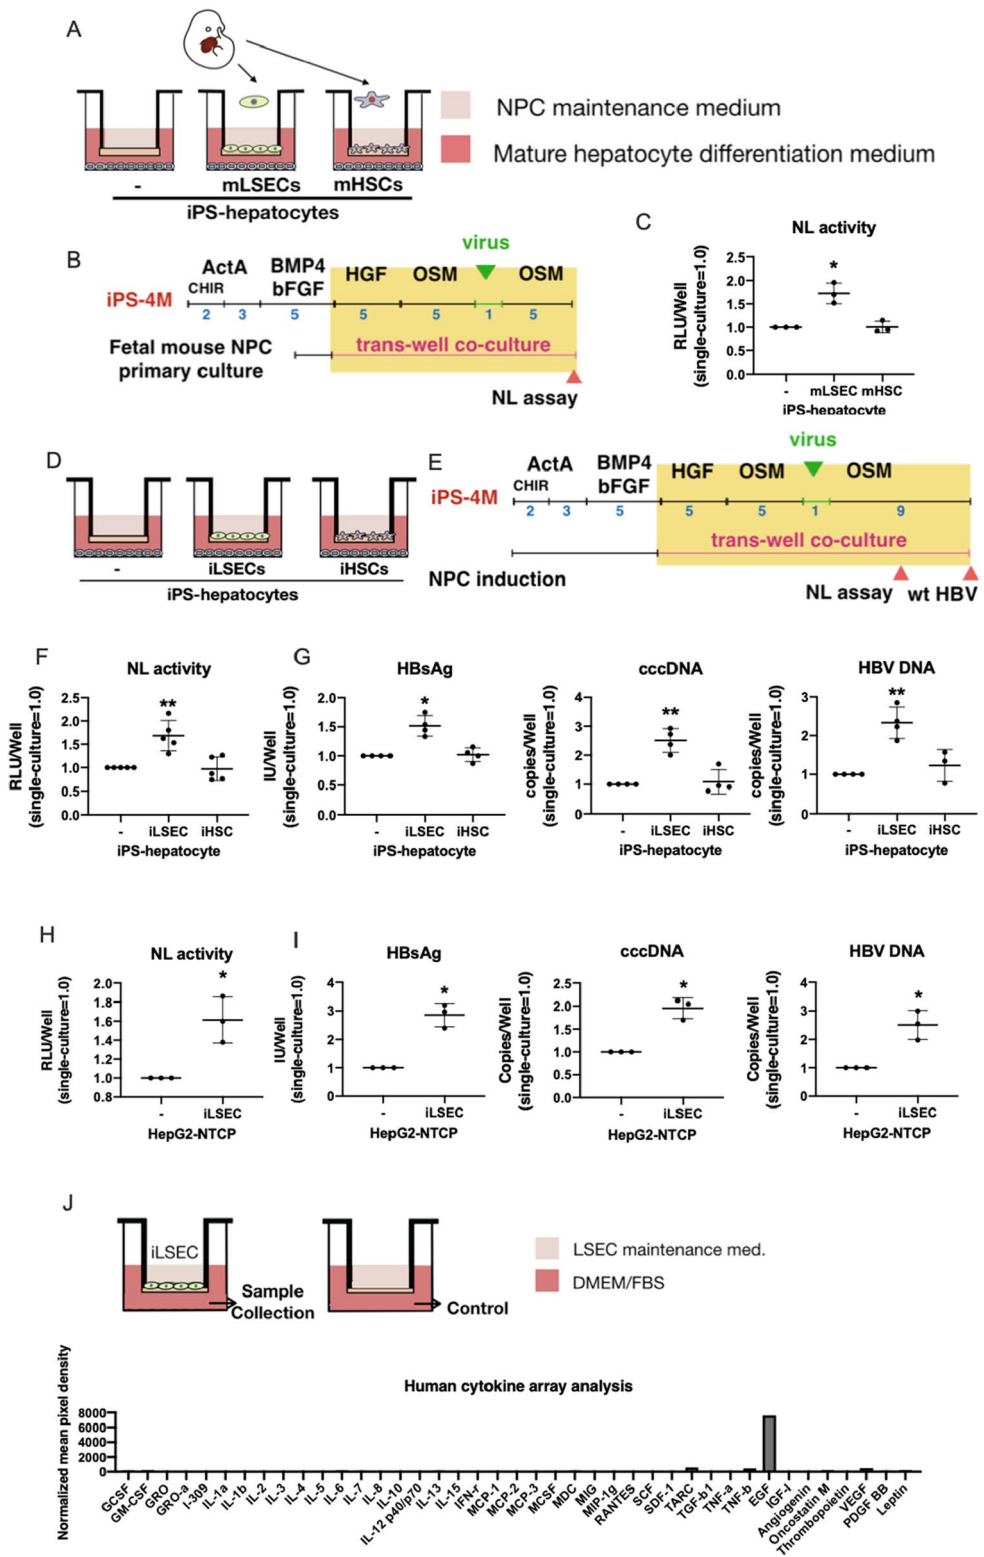 A
NPC maintenance medium
Mature hepatocyte differentiation medium
- mLSECs mHSCs
iPS-hepatocytes
B
virus
ActA BMP4 HGF OSM OSM
CHIR bFGF
iPS-4M
2 3 5 5 5 1 5
Fetal mouse NPC
primary culture
trans-well co-culture
NL assay
C
NL activity
RLU/Well
(single-culture=1.0)
2.5
2.0
1.5
1.0
0.5
0.0
*
- mLSEC mHSC
iPS-hepatocyte
D
- iLSECs iHSCs
iPS-hepatocytes
E
virus
ActA BMP4 HGF OSM OSM
CHIR bFGF
iPS-4M
2 3 5 5 5 1 9
trans-well co-culture
NPC induction
NL assay wt HBV
F
NL activity
RLU/Well
(single-culture=1.0)
2.5
2.0
1.5
1.0
0.5
0.0
**
- iLSEC iHSC
iPS-hepatocyte
G
HBsAg
IU/Well
(single-culture=1.0)
2.0
1.5
1.0
0.5
0.0
*
- iLSEC iHSC
iPS-hepatocyte
cccDNA
copies/Well
(single-culture=1.0)
4
3
2
1
0
**
- iLSEC iHSC
iPS-hepatocyte
HBV DNA
copies/Well
(single-culture=1.0)
3
2
1
0
**
- iLSEC iHSC
iPS-hepatocyte
H
NL activity
RLU/Well
(single-culture=1.0)
2.0
1.8
1.6
1.4
1.2
1.0
0.8
*
- iLSEC
HepG2-NTCP
I
HBsAg
IU/Well
(single-culture=1.0)
4
3
2
1
0
*
- iLSEC
HepG2-NTCP
cccDNA
Copies/Well
(single-culture=1.0)
2.5
2.0
1.5
1.0
0.5
0.0
*
- iLSEC
HepG2-NTCP
HBV DNA
Copies/Well
(single-culture=1.0)
4
3
2
1
0
*
- iLSEC
HepG2-NTCP
J
iLSEC
Sample
Collection
Control
LSEC maintenance med.
DMEM/FBS
Human cytokine array analysis
Normalized mean pixel density
8000
6000
4000
2000
0
GCSF
GM-CSF
GRO
GRO-a
I-309
IL-1a
IL-1b
IL-2
IL-3
IL-4
IL-5
IL-6
IL-7
IL-8
IL-10
IL-12 p40/p70
IL-13
IL-15
IFN-r
MCP-1
MCP-2
MCP-3
MCSF
MDC
MIG
MIP-1g
RANTES
SCF
SDF-1
TARC
TGF-b1
TNF-a
TNF-b
EGF
IGF-I
Angiogenin
Oncostatin M
Thrombopoietin
VEGF
PDGF BB
Leptin